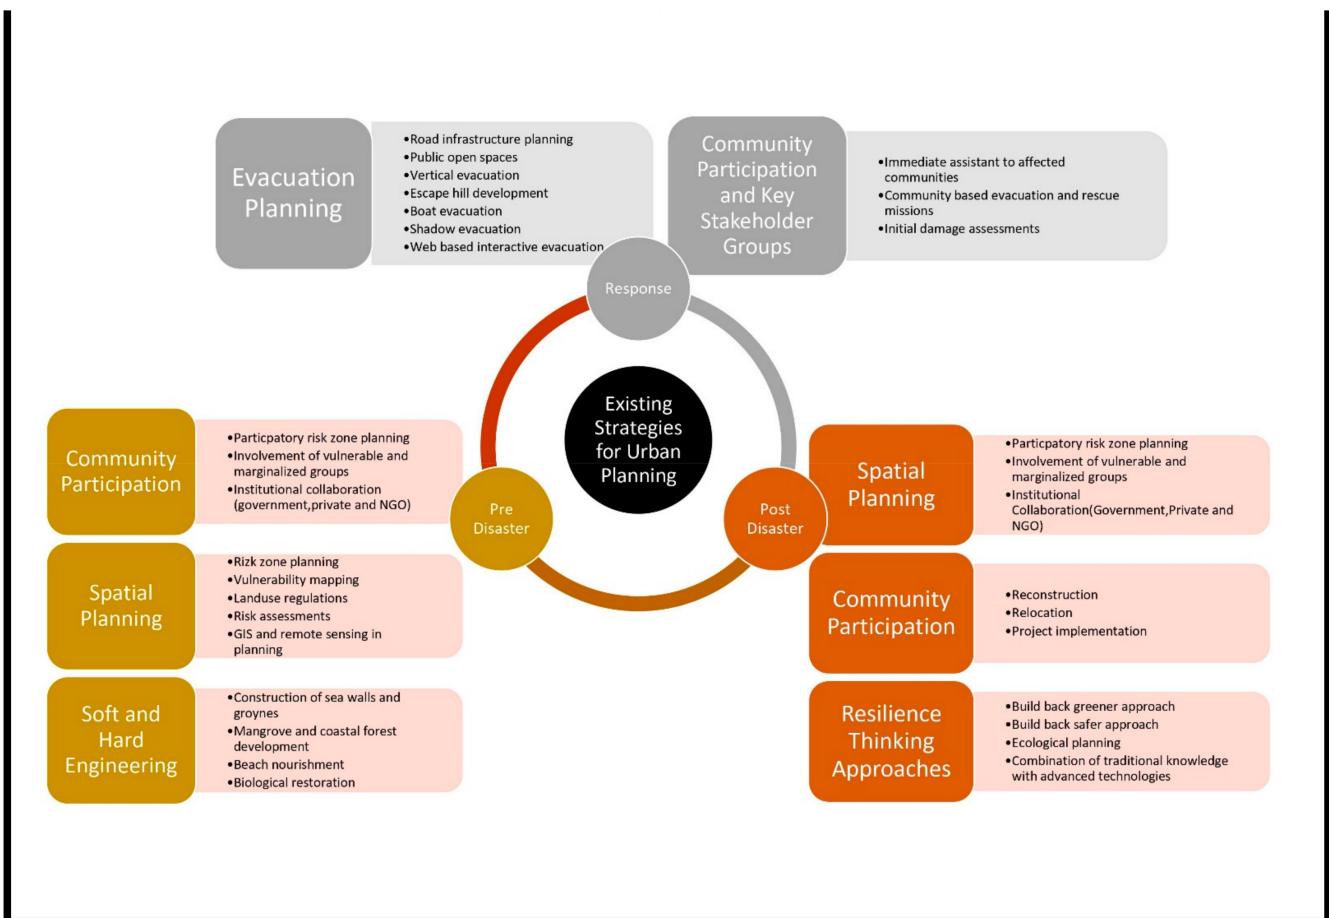 Evacuation
Planning
•Road infrastructure planning
•Public open spaces
•Vertical evacuation
•Escape hill development
•Boat evacuation
•Shadow evacuation
•Web based interactive evacuation
Community
Participation
and Key
Stakeholder
Groups
•Immediate assistant to affected
communities
•Community based evacuation and rescue
missions
•Initial damage assessments
Response
Existing
Strategies
for Urban
Planning
Pre
Disaster
Post
Disaster
Community
Participation
•Particpatory risk zone planning
•Involvement of vulnerable and
marginalized groups
•Institutional collaboration
(government,private and NGO)
Spatial
Planning
•Rizk zone planning
•Vulnerability mapping
•Landuse regulations
•Risk assessments
•GIS and remote sensing in
planning
Soft and
Hard
Engineering
•Construction of sea walls and
groynes
•Mangrove and coastal forest
development
•Beach nourishment
•Biological restoration
Spatial
Planning
•Particpatory risk zone planning
•Involvement of vulnerable and
marginalized groups
•Institutional
Collaboration(Government,Private and
NGO)
Community
Participation
•Reconstruction
•Relocation
•Project implementation
Resilience
Thinking
Approaches
•Build back greener approach
•Build back safer approach
•Ecological planning
•Combination of traditional knowledge
with advanced technologies